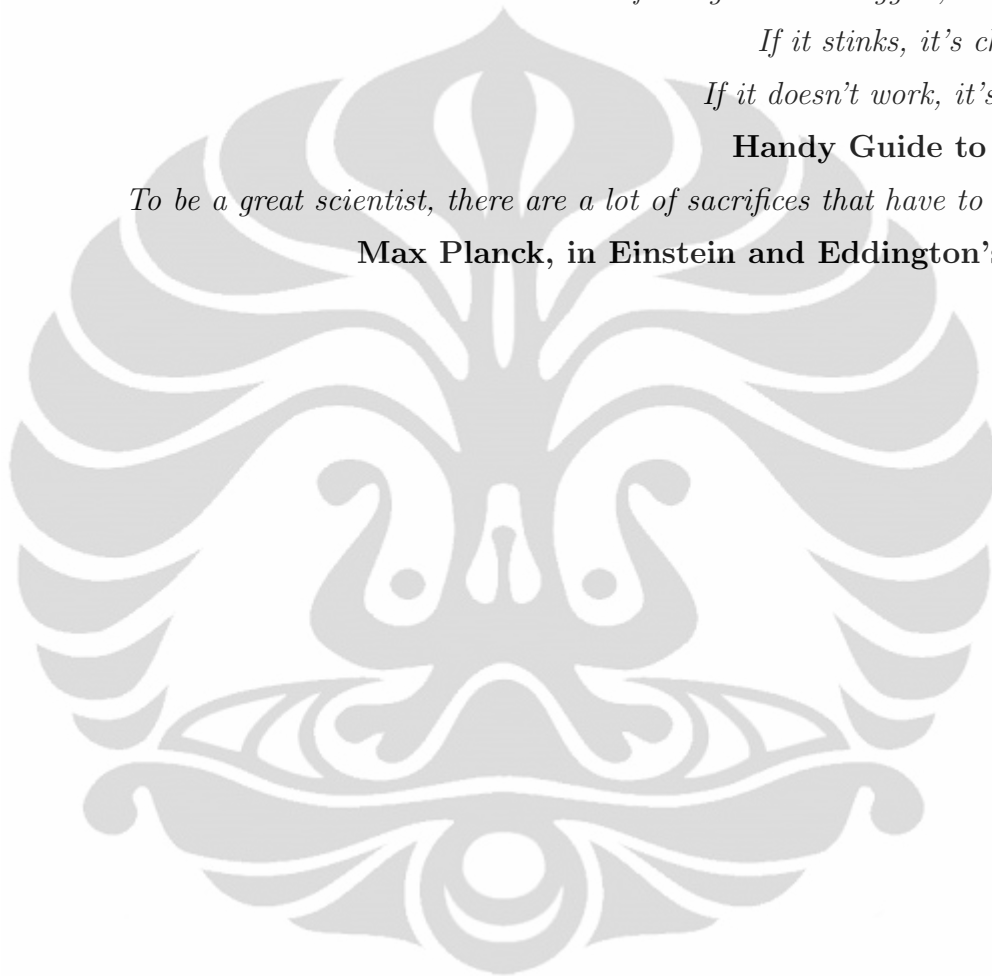 If it stinks, it's
If it doesn't work, it's
Handy Guide to
To be a great scientist, there are a lot of sacrifices that have to
Max Planck, in Einstein and Eddington's